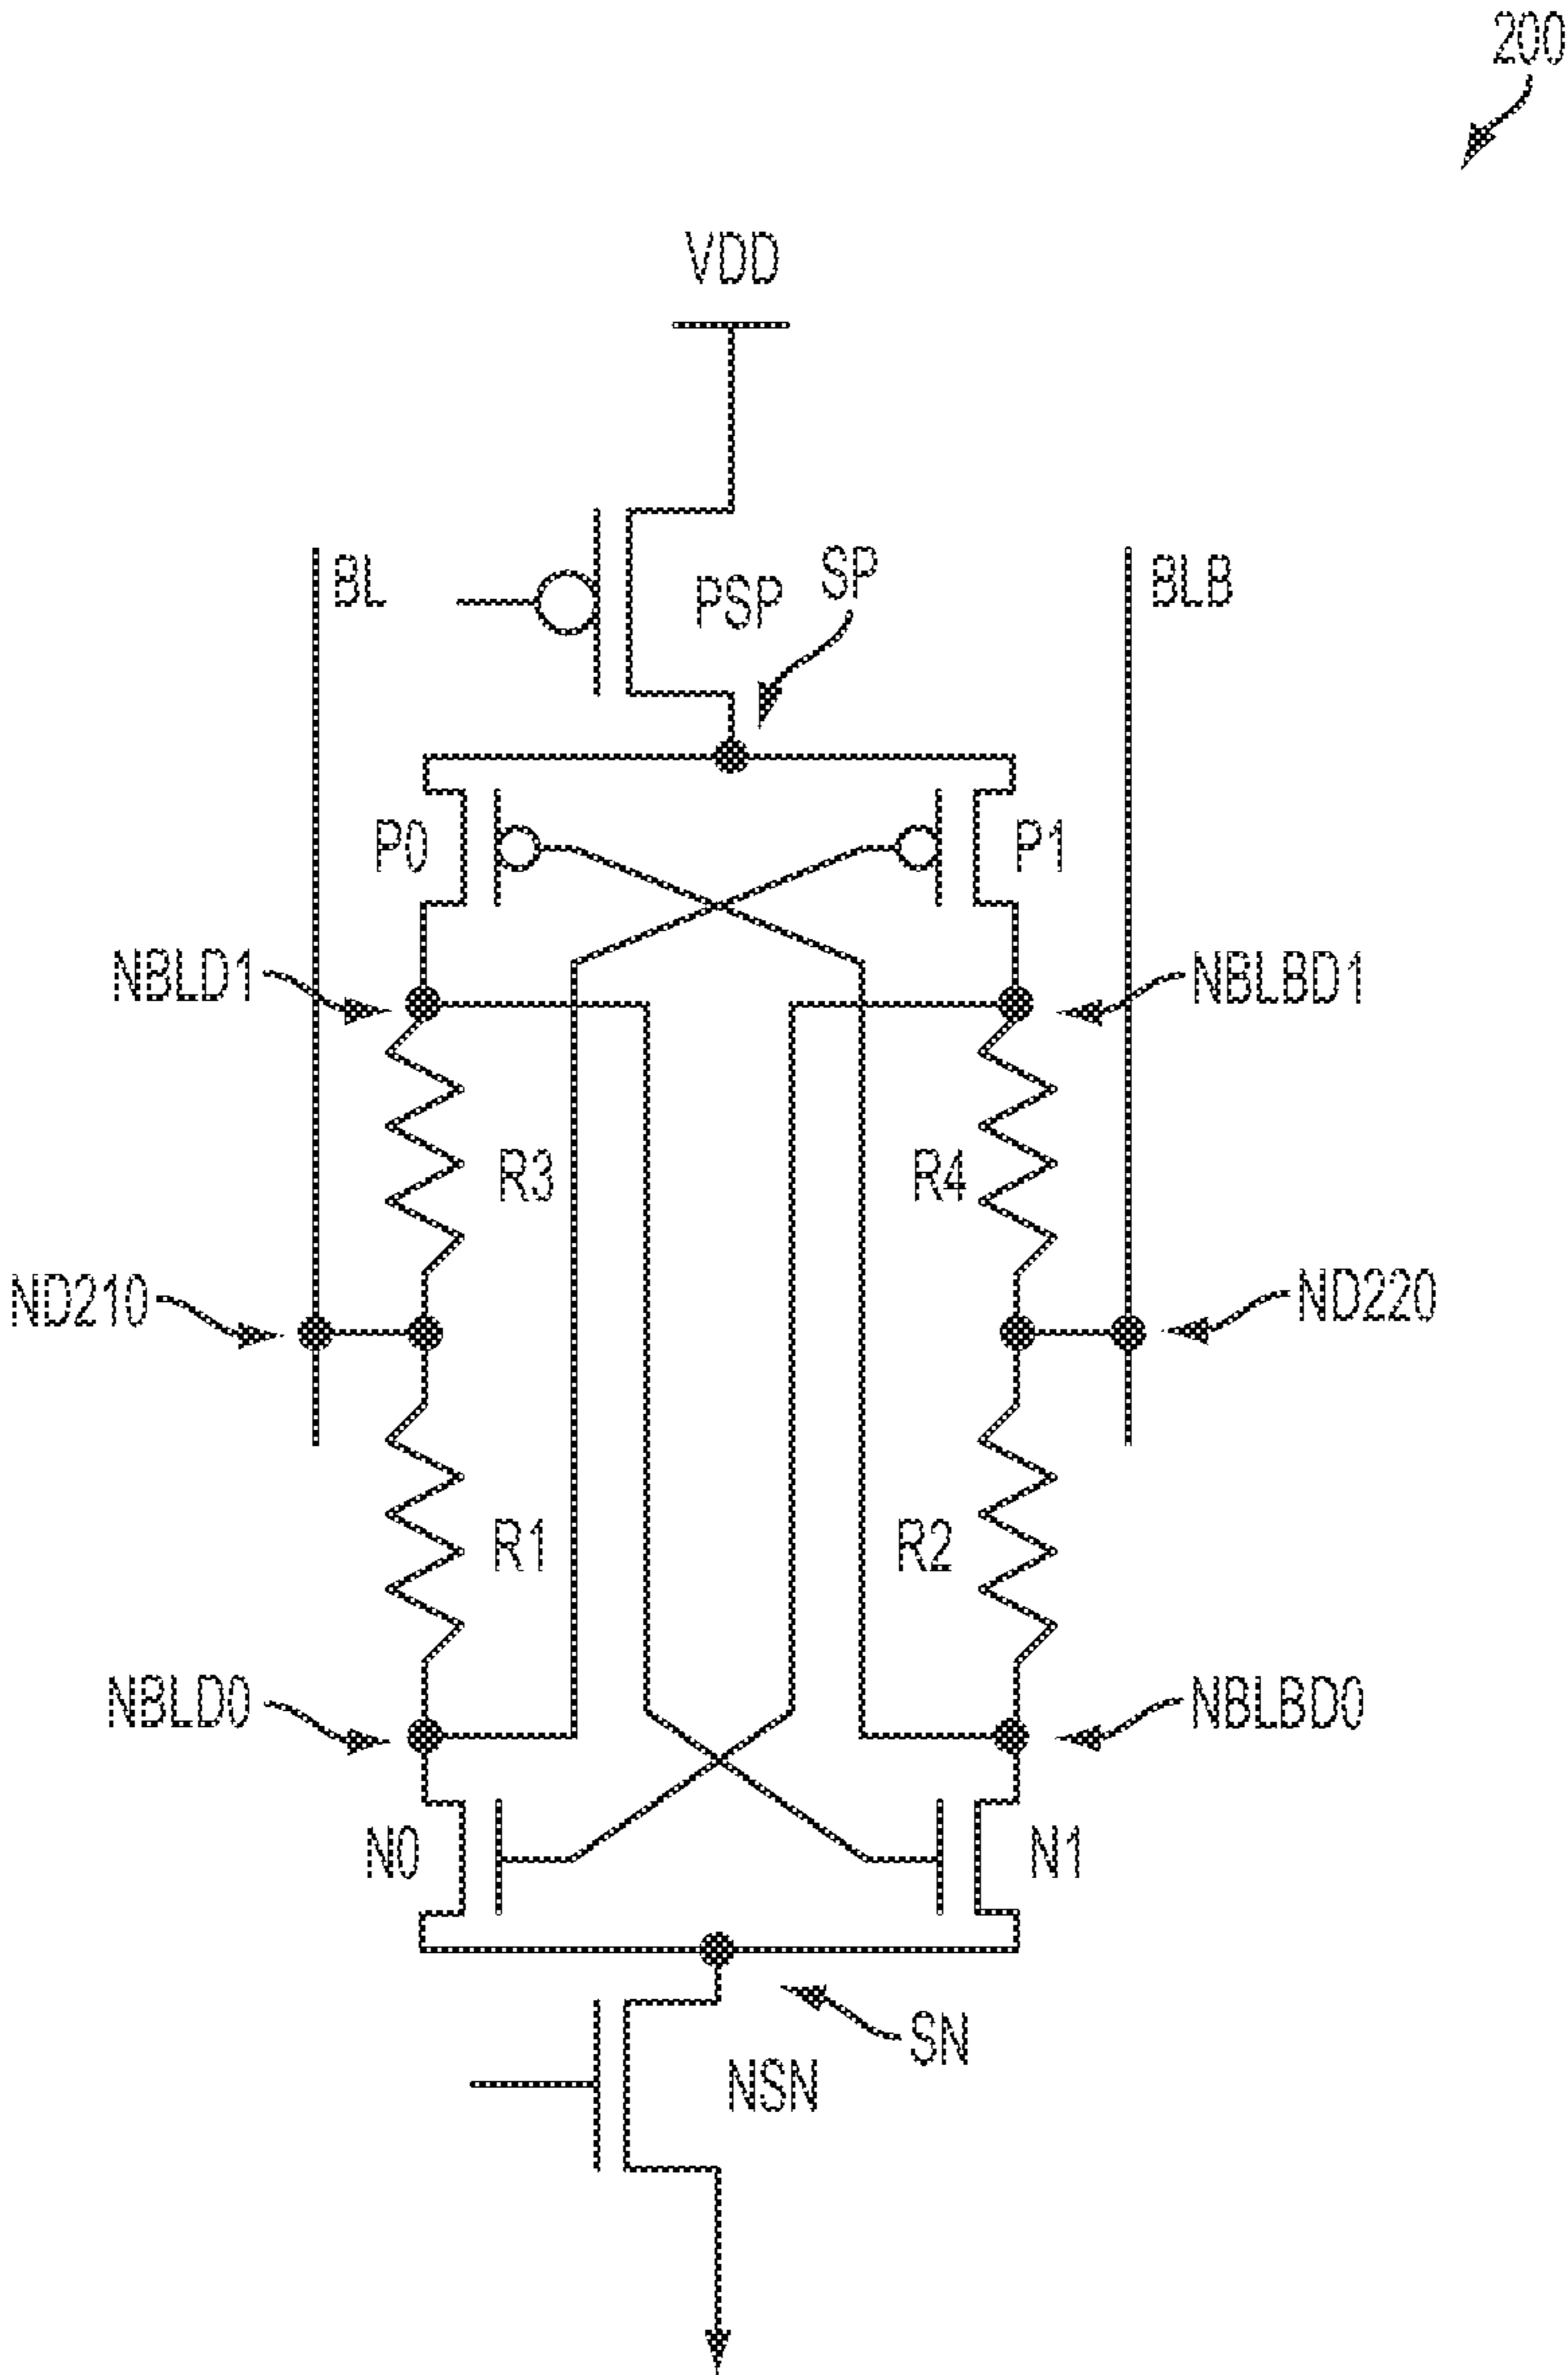 200
VDD
BL
PSP
SP
BLB
P0
P1
NBLD1
NBLBD1
R3
R4
ND210
ND220
R1
R2
NBLD0
NBLBD0
N0
N1
SN
NSN